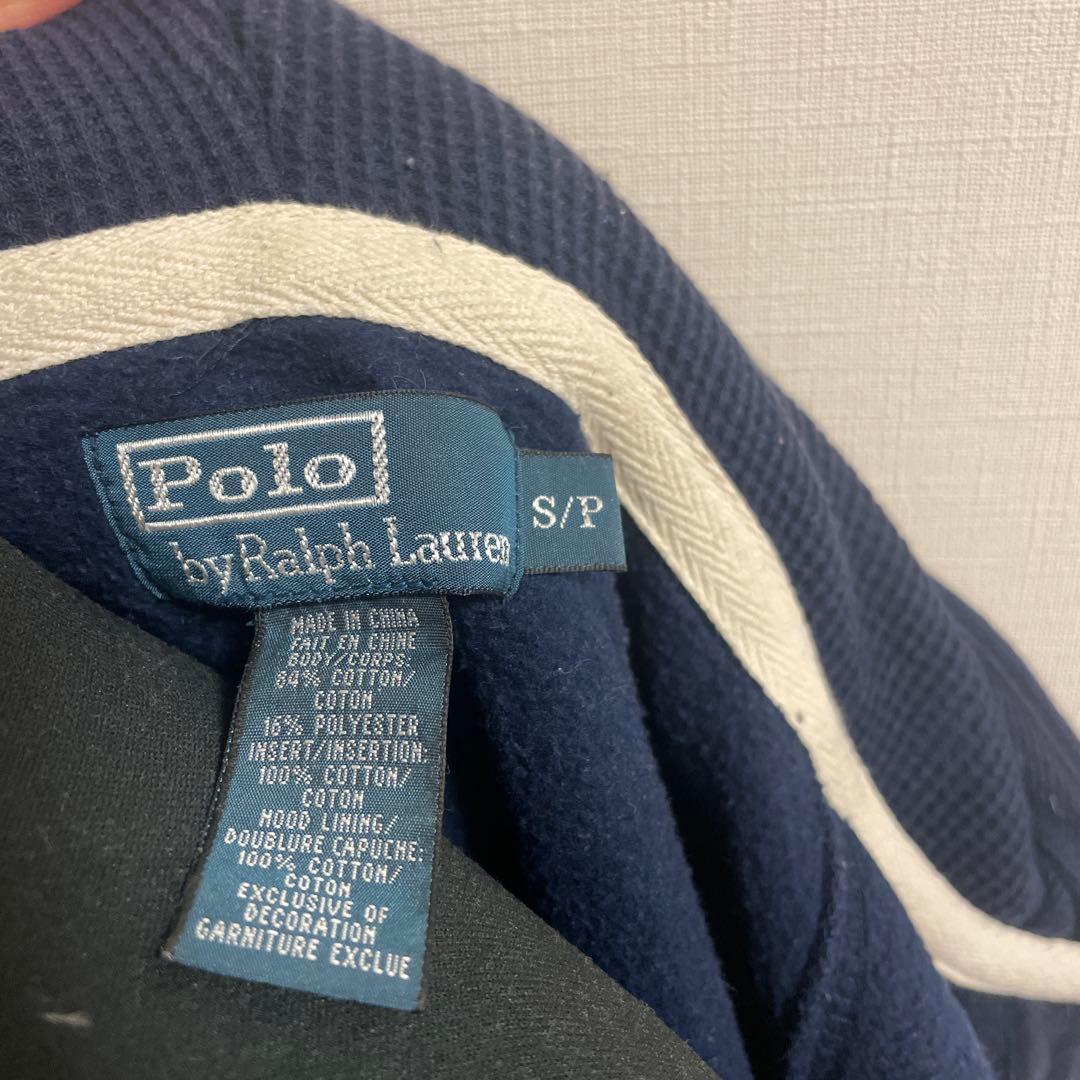 Polo
by Ralph Lauren
S/P
MADE IN CHINA
FAIT EN CHINE
BODY/CORPS:
84% COTTON/
COTON
16% POLYESTER
INSERT/INSERTION:
100% COTTON/
COTON
HOOD LINING/
DOUBLURE CAPUCHE:
100% COTTON/
COTON
EXCLUSIVE OF
DECORATION
GARNITURE EXCLUE